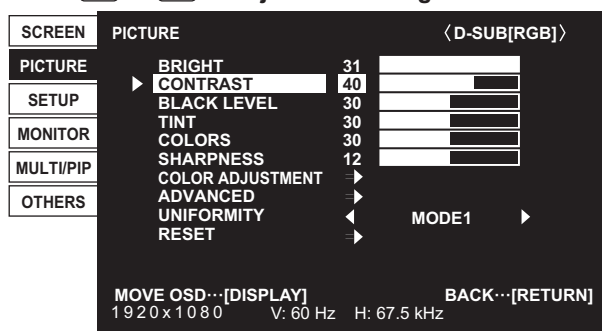 SCREEN
PICTURE
SETUP
MONITOR
MULTI/PIP
OTHERS
PICTURE 〈D-SUB[RGB]〉
BRIGHT 31
CONTRAST 40
BLACK LEVEL 30
TINT 30
COLORS 30
SHARPNESS 12
COLOR ADJUSTMENT
ADVANCED
UNIFORMITY MODE1
RESET
MOVE OSD···[DISPLAY] BACK···[RETURN]
1920x1080 V: 60 Hz H: 67.5 kHz